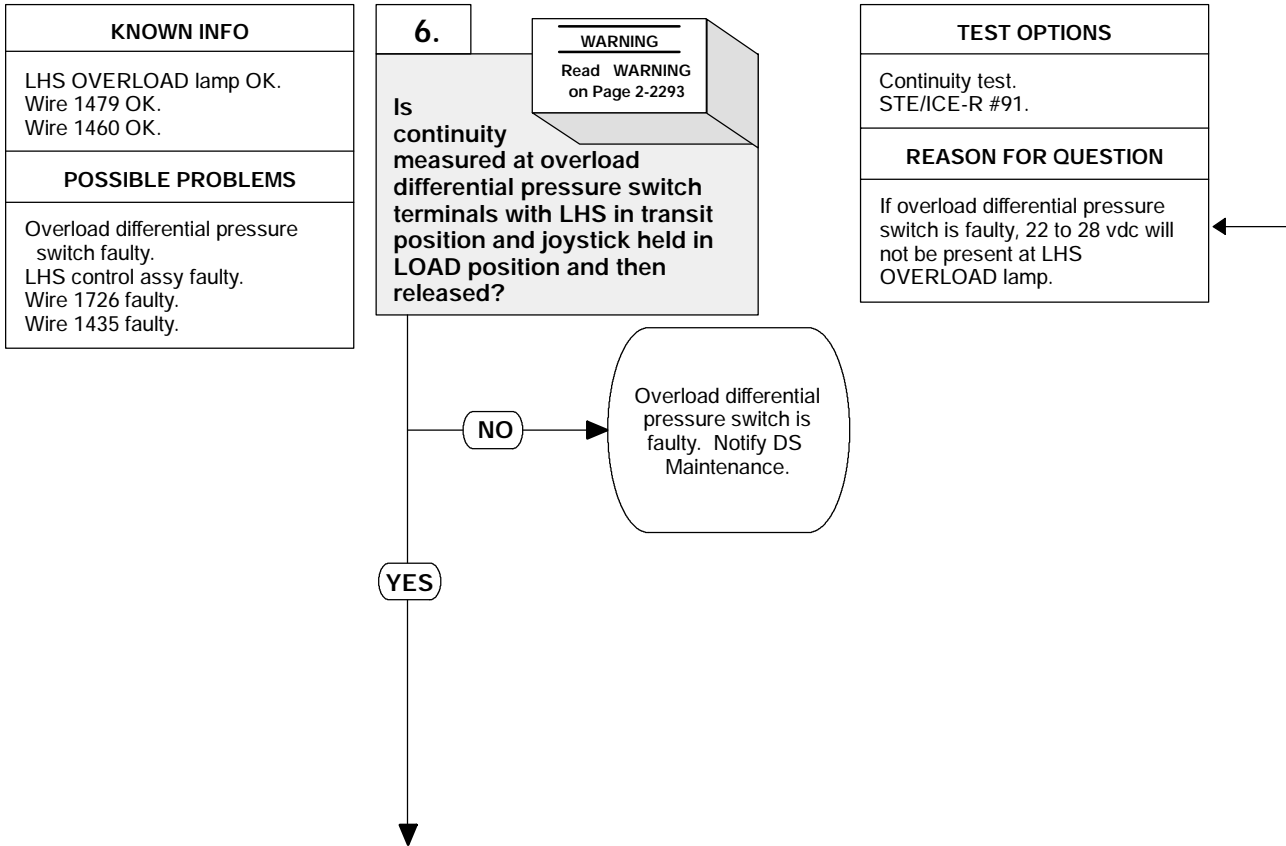 KNOWN INFO
LHS OVERLOAD lamp OK.
Wire 1479 OK.
Wire 1460 OK.
POSSIBLE PROBLEMS
Overload differential pressure
switch faulty.
LHS control assy faulty.
Wire 1726 faulty.
Wire 1435 faulty.
6.
WARNING
Read WARNING
on Page 2-2293
Is
continuity
measured at overload
differential pressure switch
terminals with LHS in transit
position and joystick held in
LOAD position and then
released?
TEST OPTIONS
Continuity test.
STE/ICE-R #91.
REASON FOR QUESTION
If overload differential pressure
switch is faulty, 22 to 28 vdc will
not be present at LHS
OVERLOAD lamp.
NO
Overload differential
pressure switch is
faulty. Notify DS
Maintenance.
YES